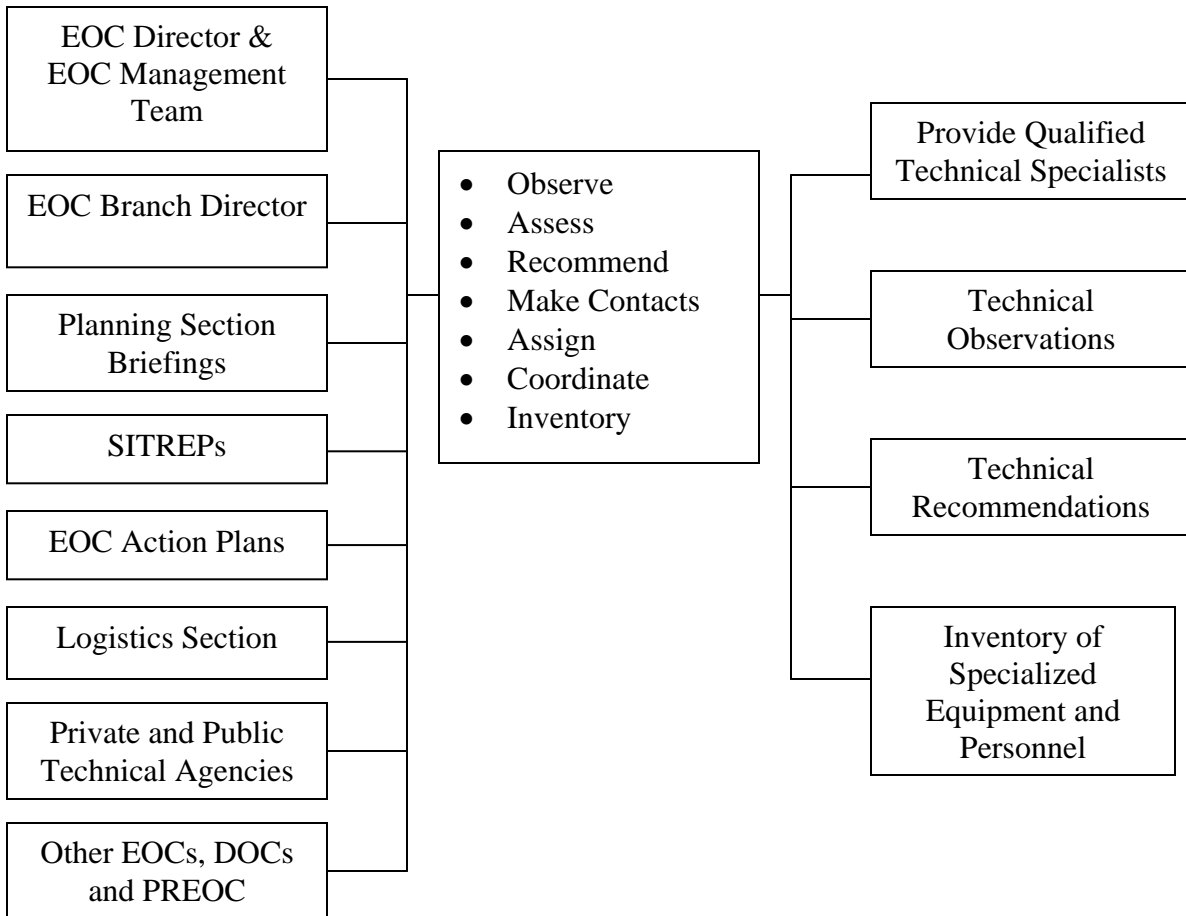 EOC Director &
EOC Management
Team
EOC Branch Director
Planning Section
Briefings
SITREPs
EOC Action Plans
Logistics Section
Private and Public
Technical Agencies
Other EOCs, DOCs
and PREOC
• Observe
• Assess
• Recommend
• Make Contacts
• Assign
• Coordinate
• Inventory
Provide Qualified
Technical Specialists
Technical
Observations
Technical
Recommendations
Inventory of
Specialized
Equipment and
Personnel